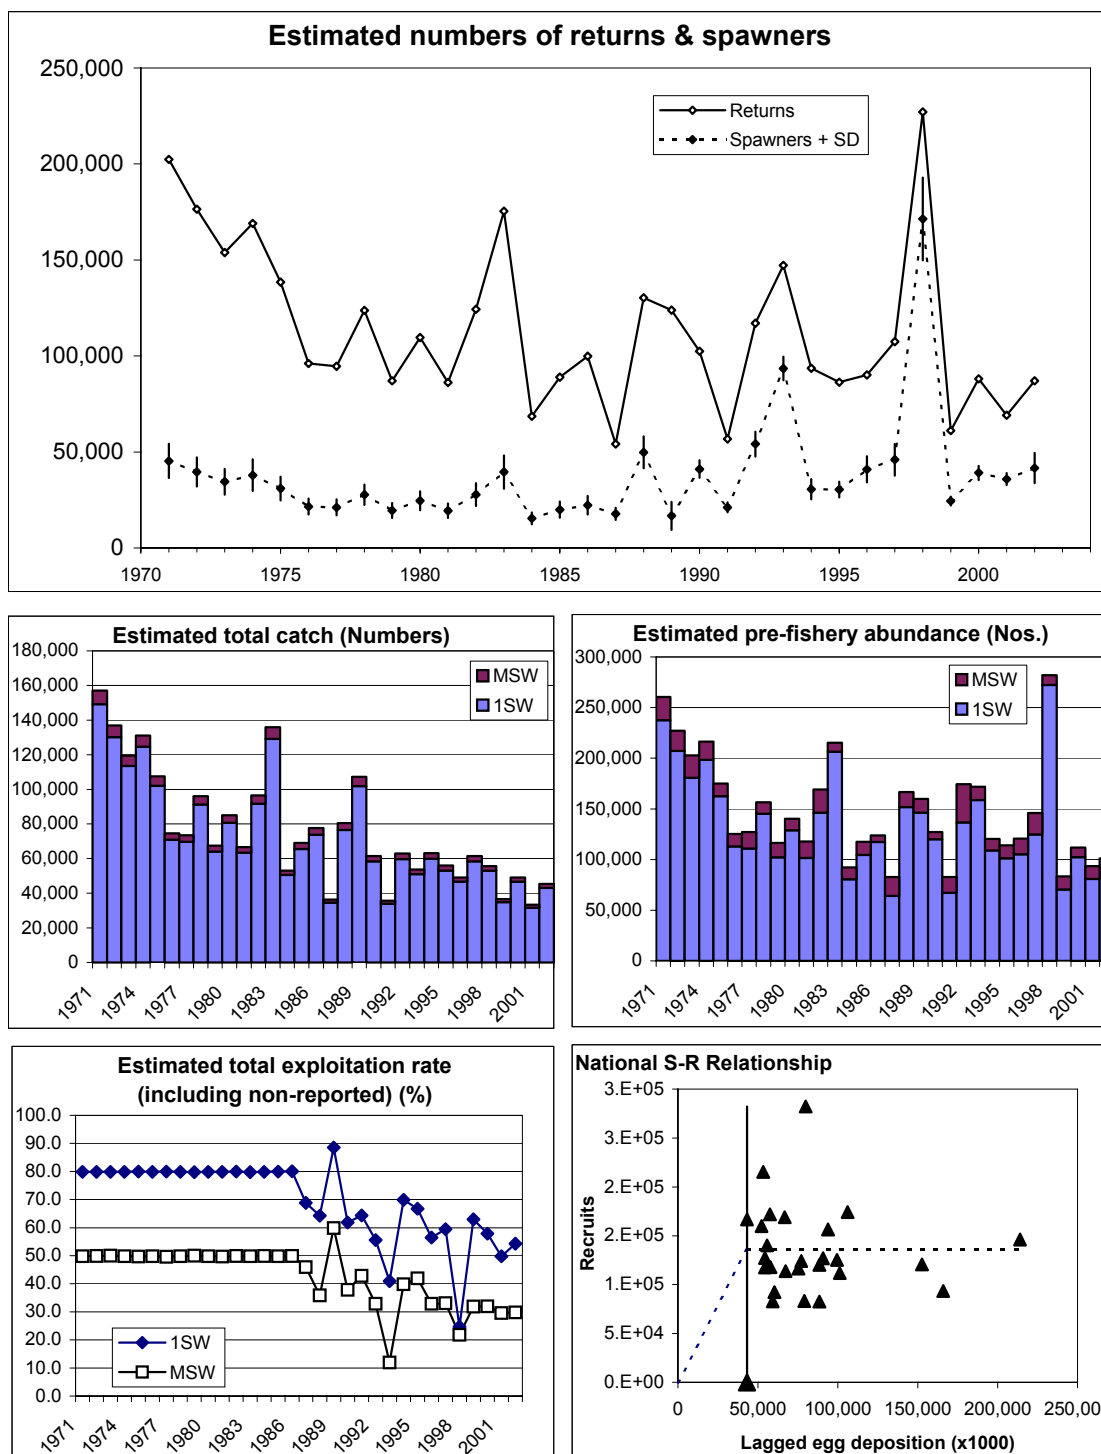 Estimated numbers of returns & spawners
250,000
200,000
150,000
100,000
50,000
0
Returns
Spawners + SD
1970 1975 1980 1985 1990 1995 2000
Estimated total catch (Numbers)
180,000
160,000
140,000
120,000
100,000
80,000
60,000
40,000
20,000
0
MSW
1SW
1971 1974 1977 1980 1983 1986 1989 1992 1995 1998 2001
Estimated pre-fishery abundance (Nos.)
300,000
250,000
200,000
150,000
100,000
50,000
0
MSW
1SW
1971 1974 1977 1980 1983 1986 1989 1992 1995 1998 2001
Estimated total exploitation rate
(including non-reported) (%)
100.0
90.0
80.0
70.0
60.0
50.0
40.0
30.0
20.0
10.0
0.0
1SW
MSW
1971 1974 1977 1980 1983 1986 1989 1992 1995 1998 2001
National S-R Relationship
3.E+05
3.E+05
2.E+05
2.E+05
1.E+05
5.E+04
0.E+00
Recruits
0 50,000 100,000 150,000 200,000 250,000
Lagged egg deposition (x1000)